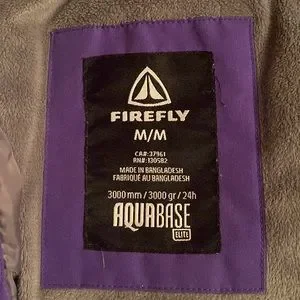 FIREFLY
M/M
CA#:37961
RN#:130582
MADE IN BANGLADESH
FABRIQUÉ AU BANGLADESH
3000 mm / 3000 gr / 24h
AQUABASE
ELITE